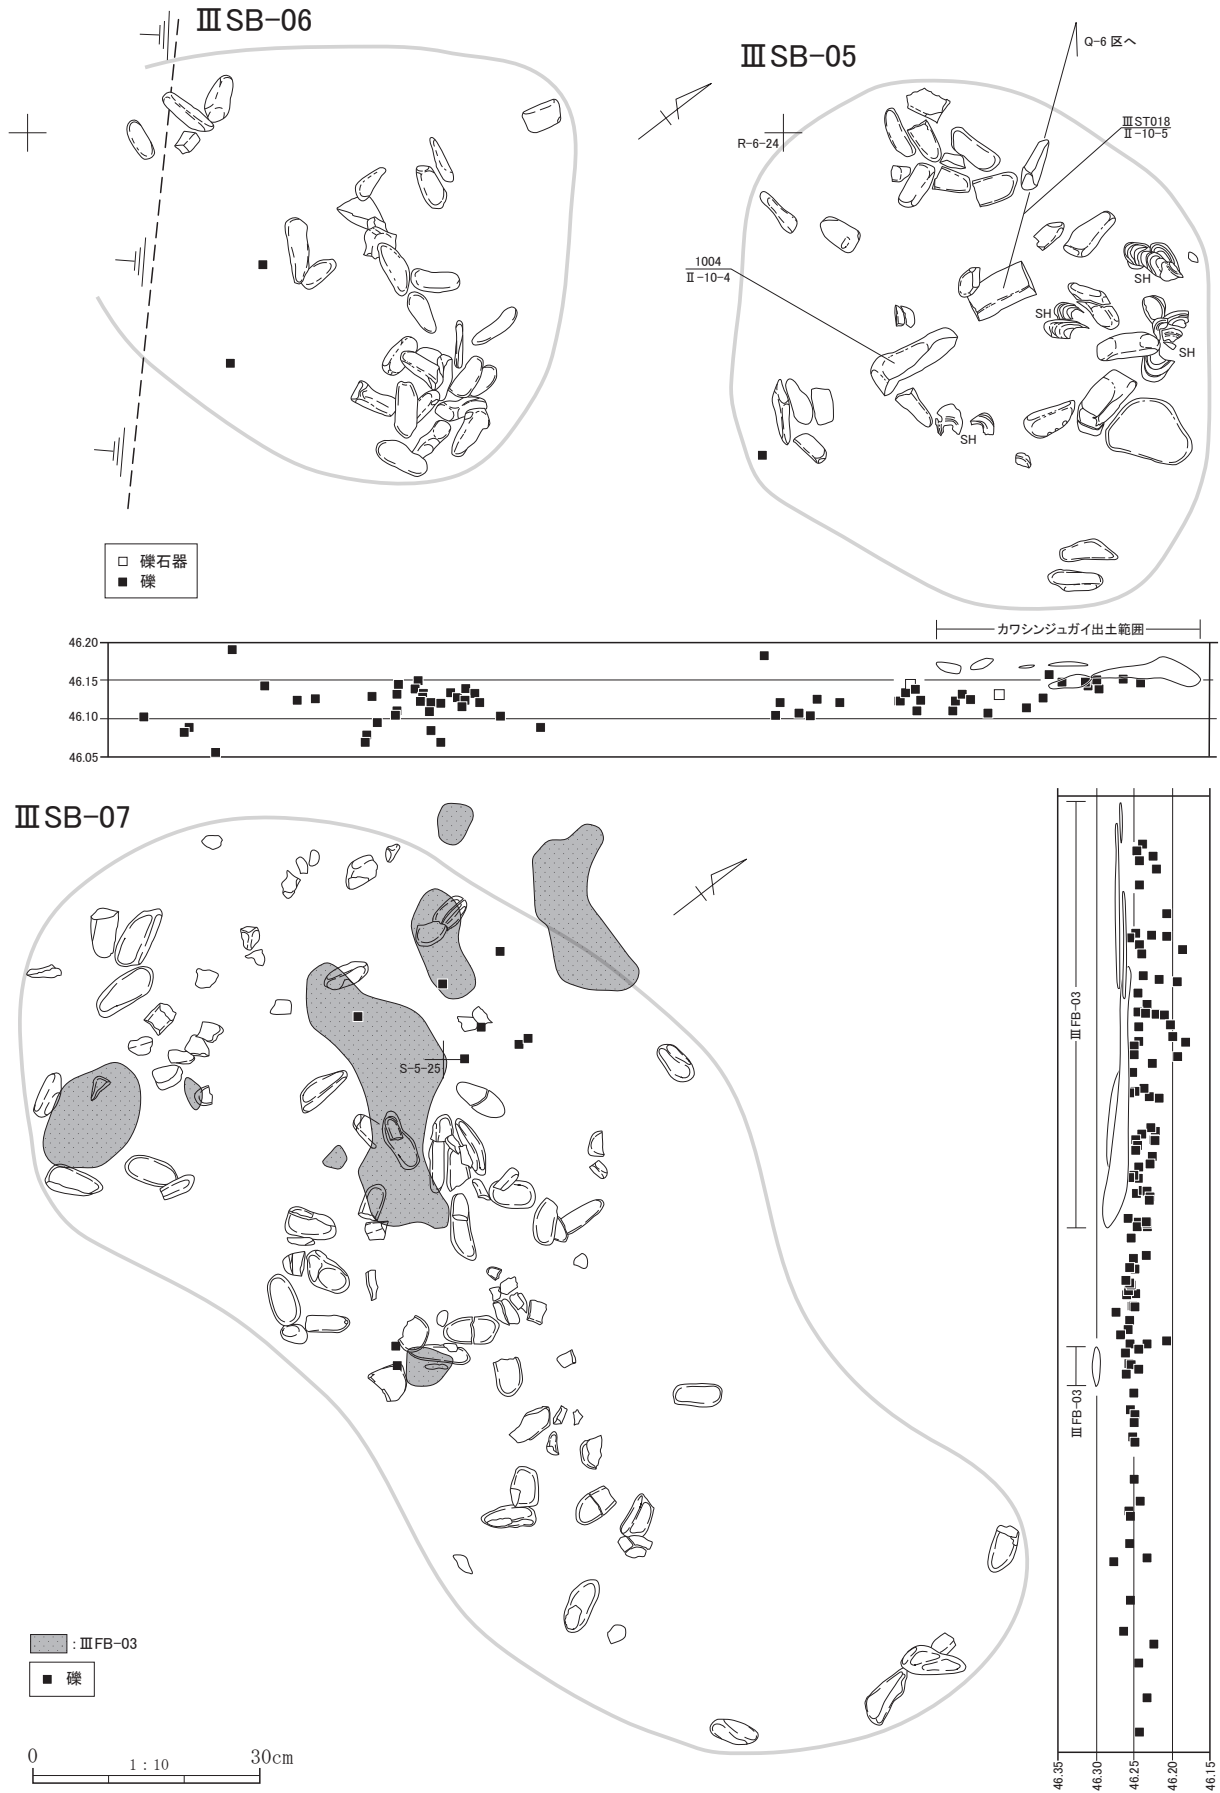 ⅢSB-06
ⅢSB-05
Q-6 区へ
ⅢST018
Ⅱ-10-5
R-6-24
1004
Ⅱ-10-4
SH
SH
SH
SH
□ 礫石器
■ 礫
カワシンジュガイ出土範囲
46.20
46.15
46.10
46.05
ⅢSB-07
S-5-25
ⅢFB-03
ⅢFB-03
: ⅢFB-03
■ 礫
0 30cm
1 : 10
46.35
46.30
46.25
46.20
46.15